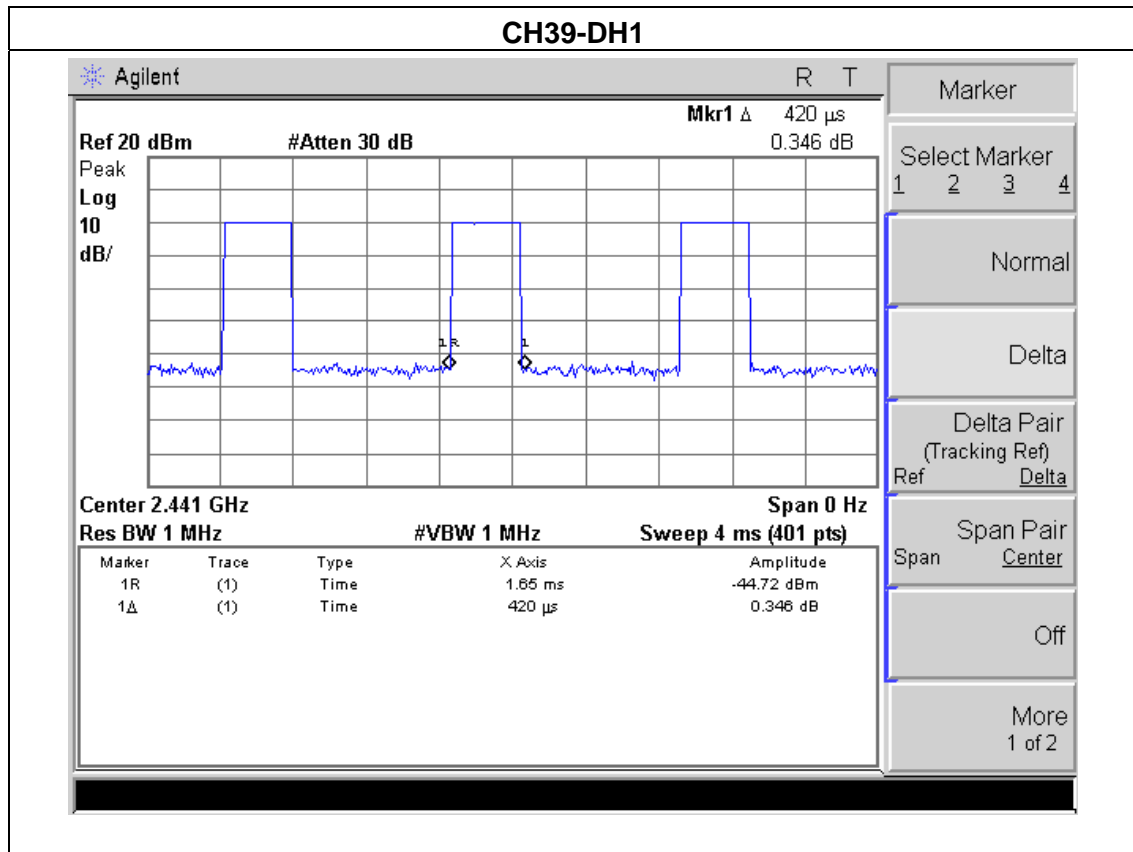 CH39-DH1
Agilent R T
Mkr1 Δ 420 μs
Ref 20 dBm #Atten 30 dB 0.346 dB
Peak
Log
10
dB/
1R 1
Center 2.441 GHz Span 0 Hz
Res BW 1 MHz #VBW 1 MHz Sweep 4 ms (401 pts)
Marker Trace Type X Axis Amplitude
1R (1) Time 1.65 ms -44.72 dBm
1Δ (1) Time 420 μs 0.346 dB
Marker
Select Marker
1 2 3 4
Normal
Delta
Delta Pair
(Tracking Ref)
Ref Delta
Span Pair
Span Center
Off
More
1 of 2